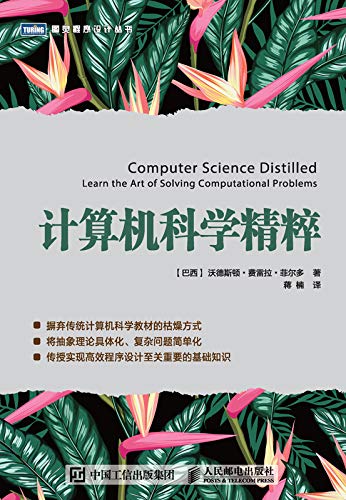 TURING
图灵程序设计丛书
Computer Science Distilled
Learn the Art of Solving Computational Problems
计算机科学精粹
【巴西】沃德斯顿·费雷拉·菲尔多 著
蒋楠 译
摒弃传统计算机科学教材的枯燥方式
将抽象理论具体化、复杂问题简单化
传授实现高效程序设计至关重要的基础知识
中国工信出版集团
人民邮电出版社
POSTS & TELECOM PRESS